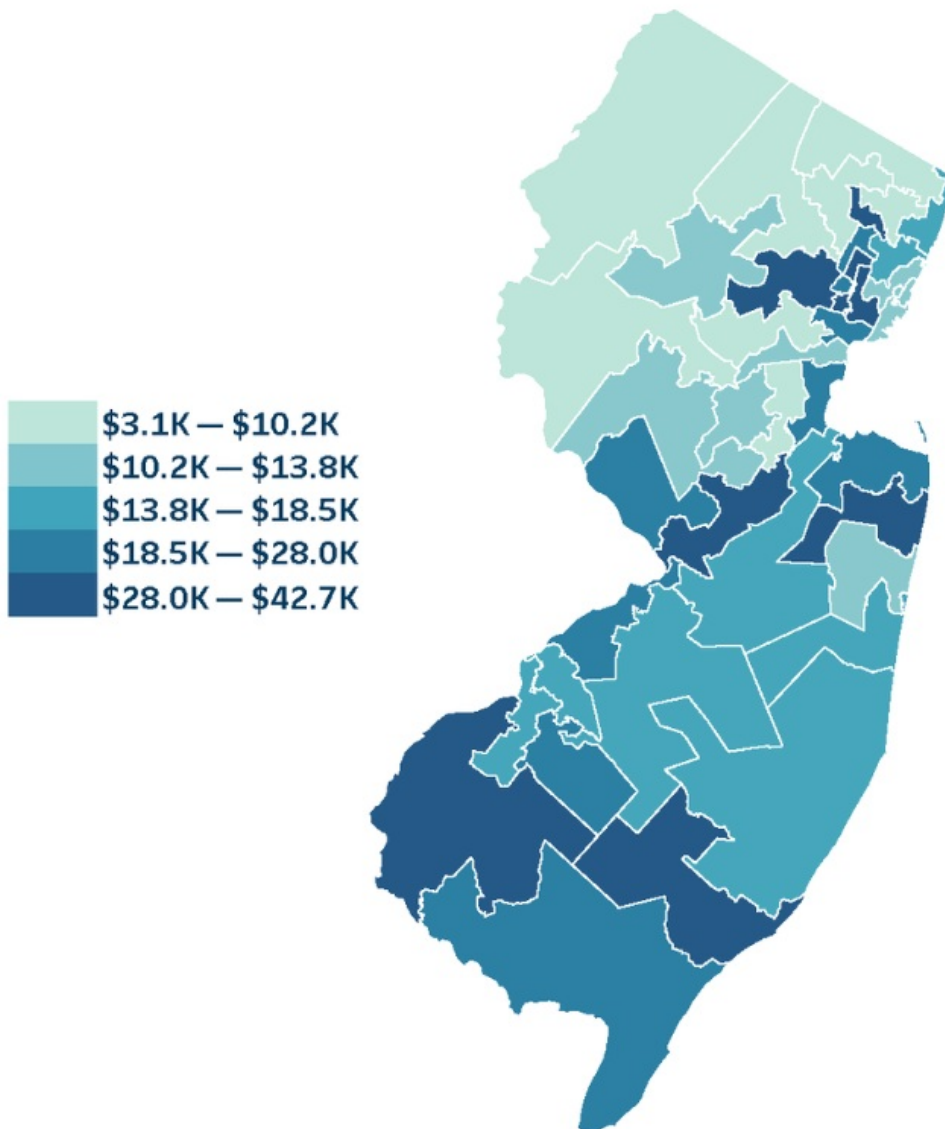 $3.1K — $10.2K
$10.2K — $13.8K
$13.8K — $18.5K
$18.5K — $28.0K
$28.0K — $42.7K